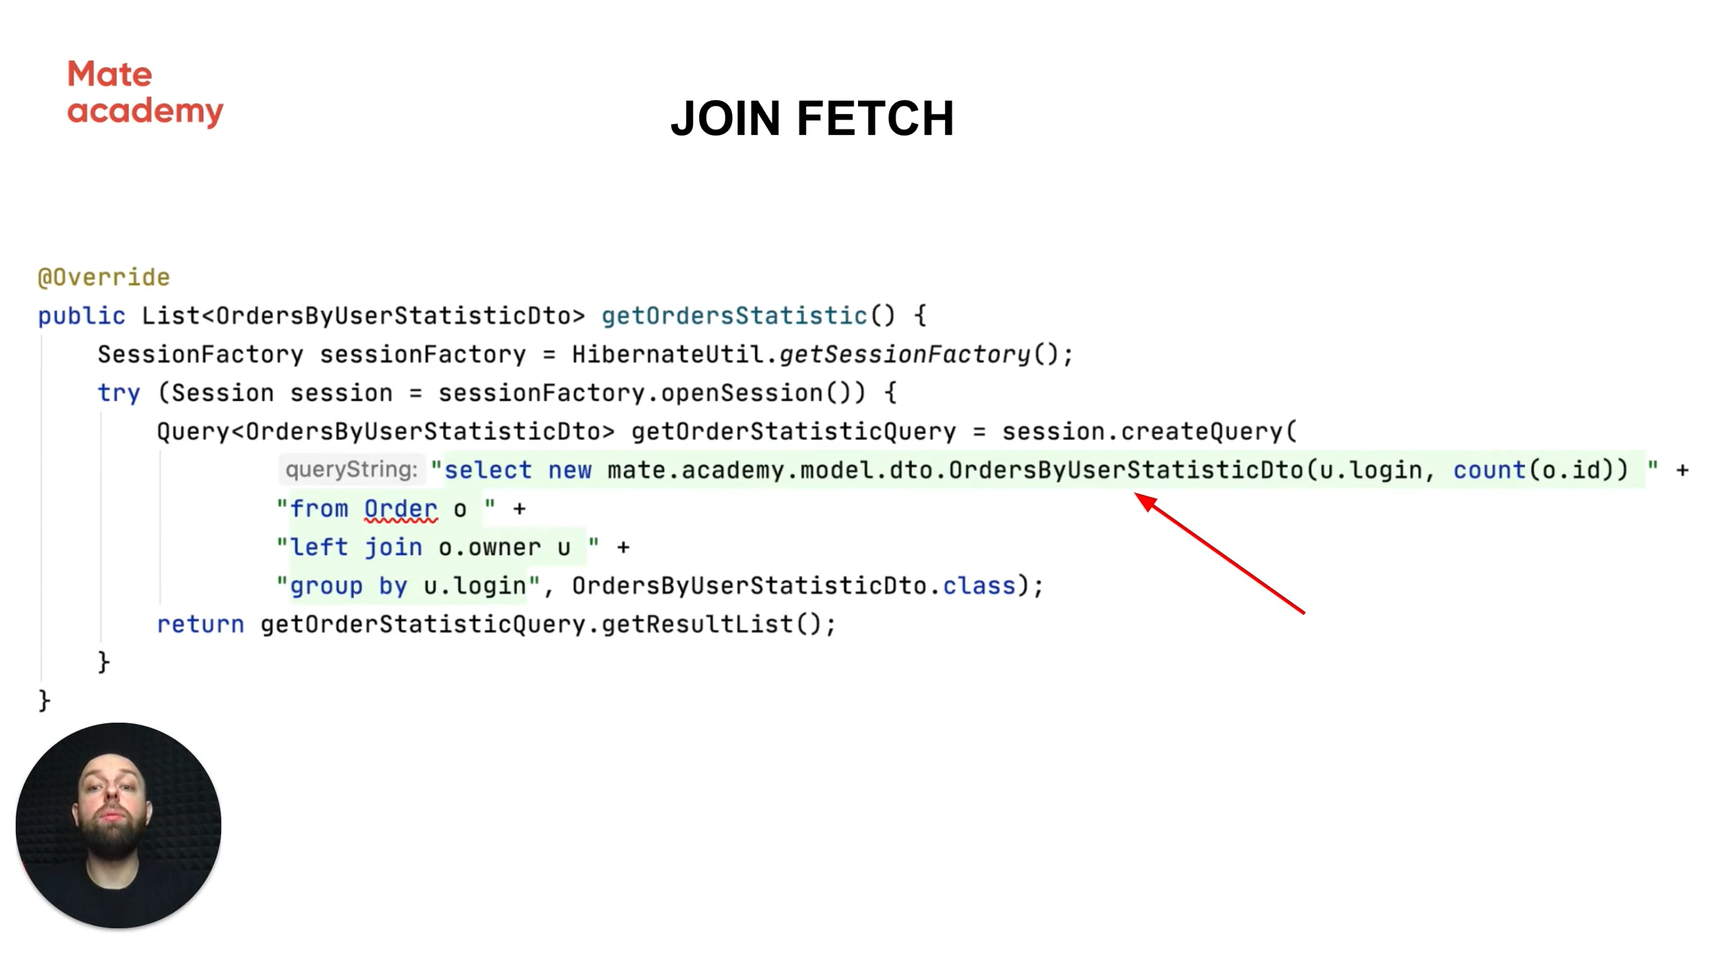 Mate
academy
JOIN FETCH
@Override
public List<OrdersByUserStatisticDto> getOrdersStatistic() {
SessionFactory sessionFactory = HibernateUtil.getSessionFactory();
try (Session session = sessionFactory.openSession()) {
Query<OrdersByUserStatisticDto> getOrderStatisticQuery = session.createQuery(
queryString: "select new mate.academy.model.dto.OrdersByUserStatisticDto(u.login, count(o.id)) " +
"from Order o " +
"left join o.owner u " +
"group by u.login", OrdersByUserStatisticDto.class);
return getOrderStatisticQuery.getResultList();
}
}